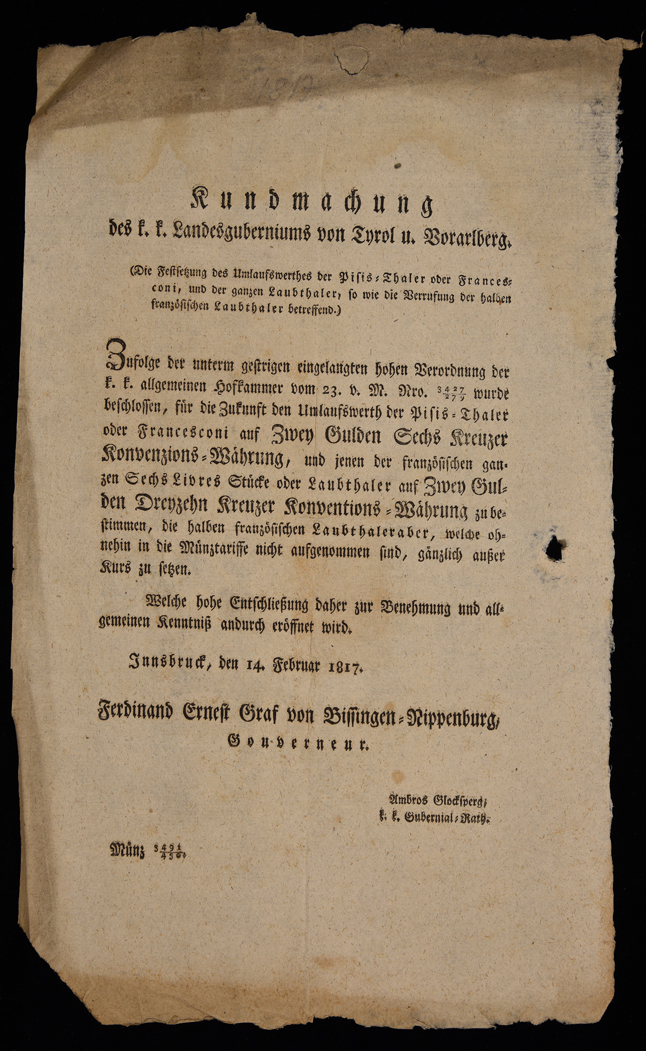 1817
Kundmachung
des k. k. Landesguberniums von Tyrol u. Vorarlberg.
(Die Festsetzung des Umlaufswerthes der Pisis-Thaler oder Frances-
coni, und der ganzen Laubthaler, so wie die Verrufung der halben
französischen Laubthaler betreffend.)
Zufolge der unterm gestrigen eingelangten hohen Verordnung der
k. k. allgemeinen Hofkammer vom 23. v. M. Nro. wurde
beschlossen, für die Zukunft den Umlaufswerth der Pisis-Thaler
oder Francesconi auf Zwey Gulden Sechs Kreuzer
Konvenzions-Währung, und jenen der französischen gan-
zen Sechs Livres Stücke oder Laubthaler auf Zwey Gul-
den Dreyzehn Kreuzer Konventions-Währung zu be-
stimmen, die halben französischen Laubthaler aber, welche oh-
nehin in die Münztariffe nicht aufgenommen sind, gänzlich außer
Kurs zu setzen.
Welche hohe Entschließung daher zur Benehmung und all-
gemeinen Kenntniß andurch eröffnet wird.
Innsbruck, den 14. Februar 1817.
Ferdinand Ernest Graf von Bissingen-Nippenburg,
Gouverneur.
Ambros Glocksperg,
k. k. Gubernial-Rath.
Münz